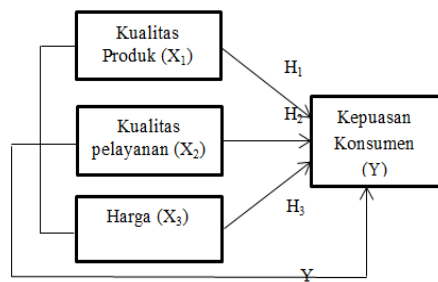 Kualitas
Produk (X₁)
H₁
Kualitas
pelayanan (X₂)
H₂
Kepuasan
Konsumen
(Y)
Harga (X₃)
H₃
Y